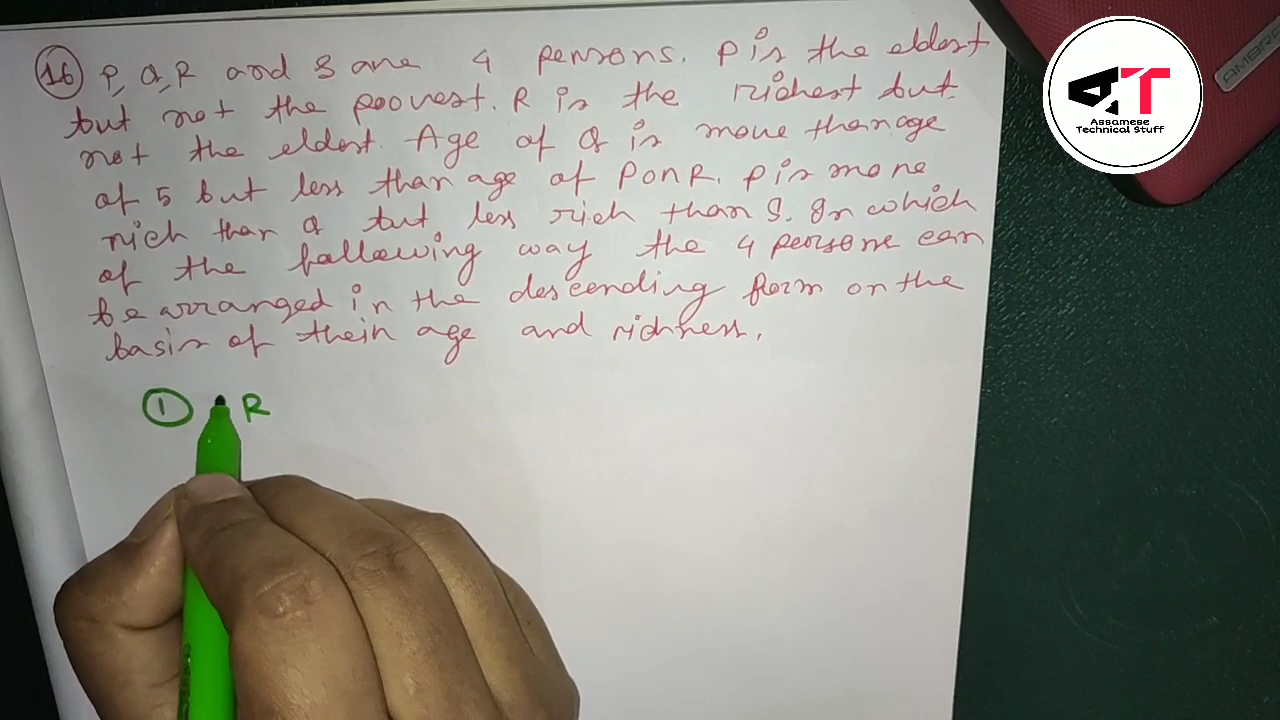 16 P, Q, R and S are 4 persons. P is the eldest
but not the poorest. R is the richest but
not the eldest. Age of Q is more than age
of S but less than age of P or R. P is more
rich than Q but less rich than S. In which
of the following way the 4 persone can
be arranged in the descending form on the
basis of their age and richness.
1 R
AT
Assamese
Technical Stuff